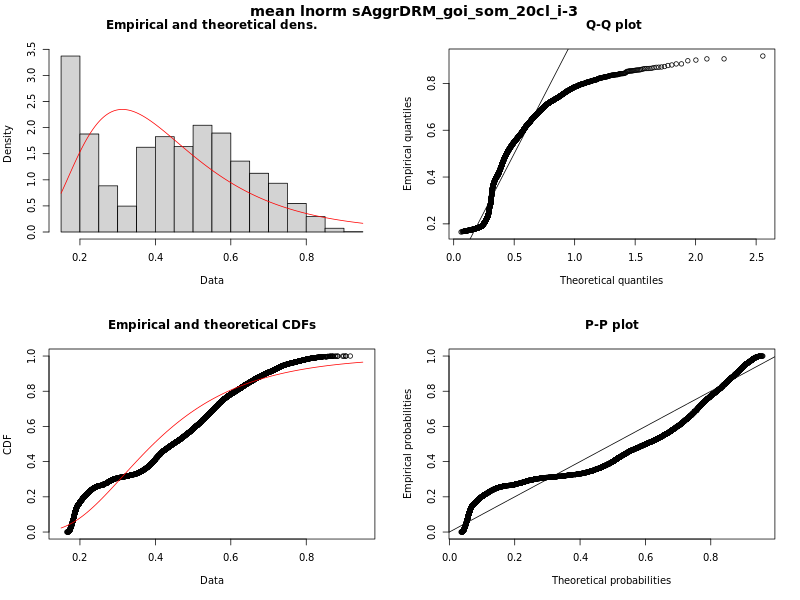 mean lnorm sAggrDRM_goi_som_20cl_i-3
Empirical and theoretical dens.
Density
0.0 0.5 1.0 1.5 2.0 2.5 3.0 3.5
0.2 0.4 0.6 0.8
Data
Q-Q plot
Empirical quantiles
0.2 0.4 0.6 0.8
0.0 0.5 1.0 1.5 2.0 2.5
Theoretical quantiles
Empirical and theoretical CDFs
CDF
0.0 0.2 0.4 0.6 0.8 1.0
0.2 0.4 0.6 0.8
Data
P-P plot
Empirical probabilities
0.0 0.2 0.4 0.6 0.8 1.0
0.0 0.2 0.4 0.6 0.8
Theoretical probabilities